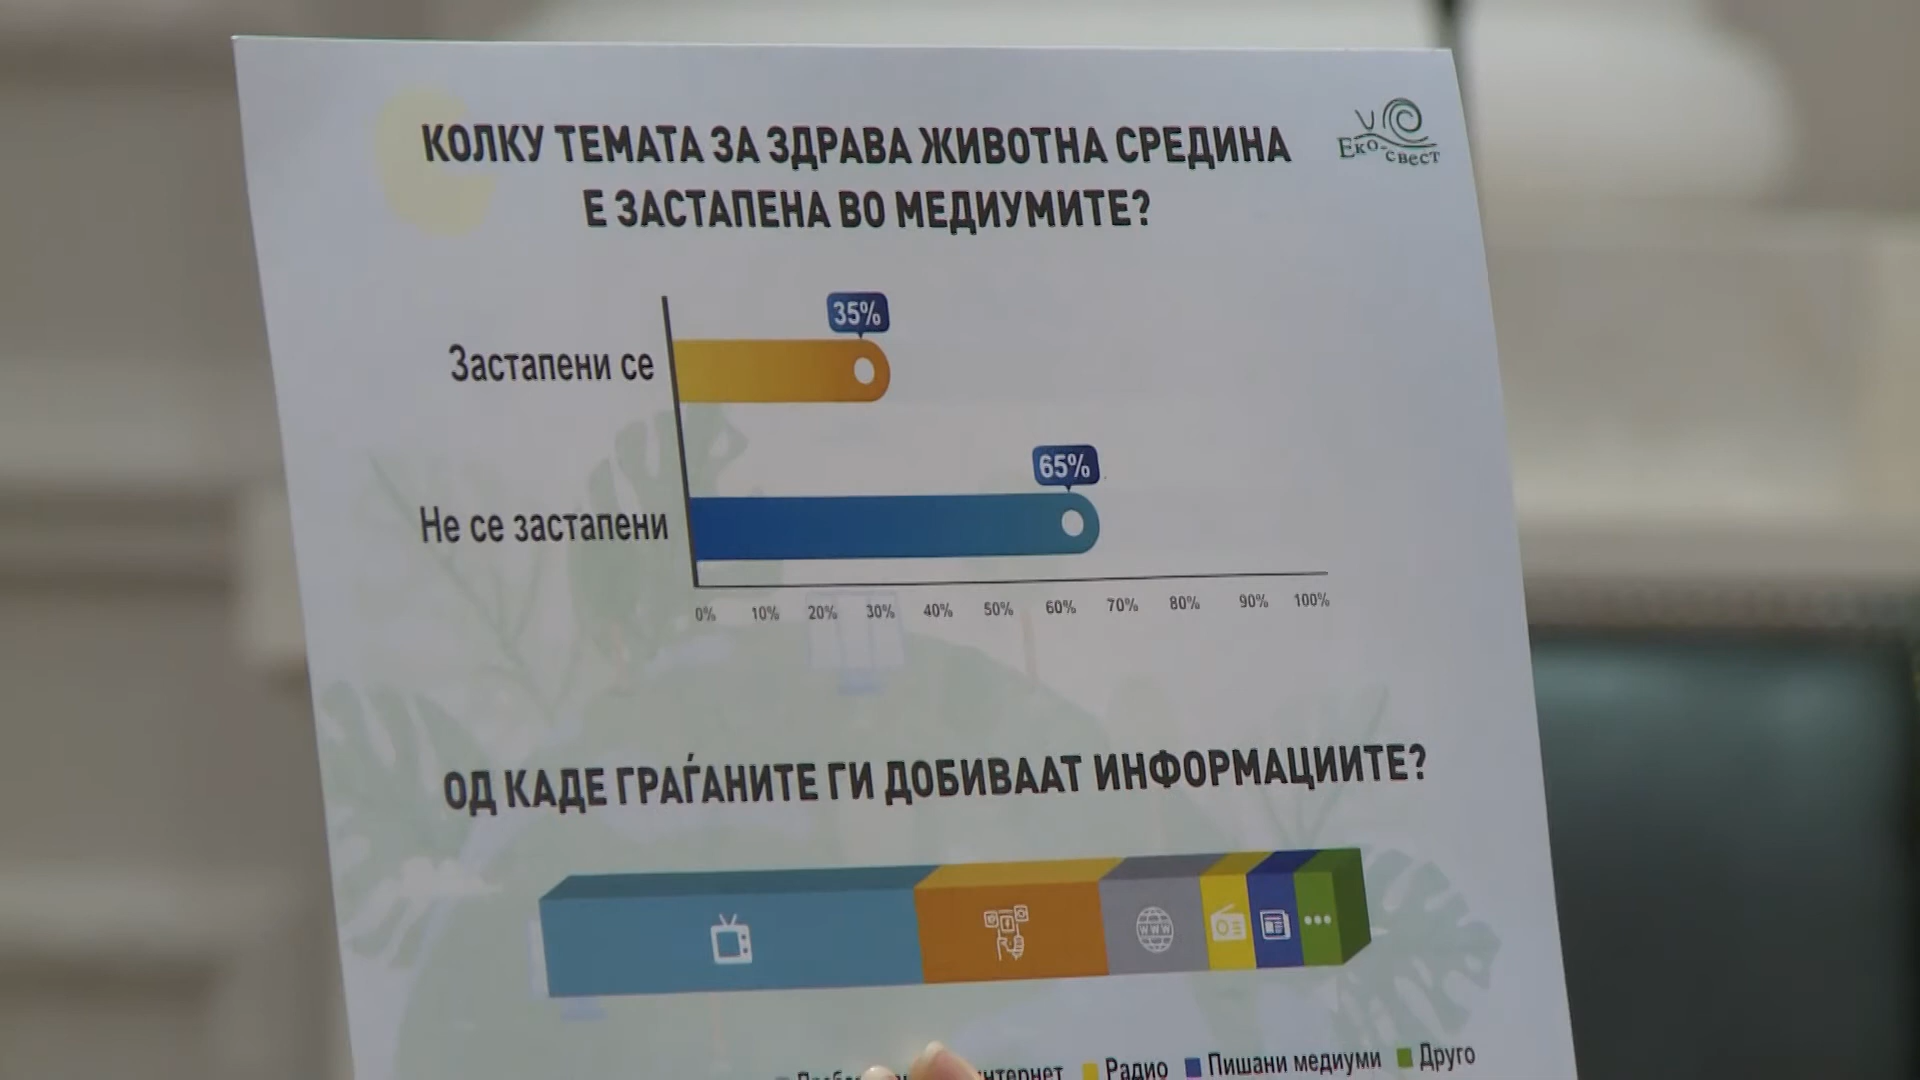 КОЛКУ ТЕМАТА ЗА ЗДРАВА ЖИВОТНА СРЕДИНА
Е ЗАСТАПЕНА ВО МЕДИУМИТЕ?
Еко-свест
35%
Застапени се
65%
Не се застапени
0% 10% 20% 30% 40% 50% 60% 70% 80% 90% 100%
ОД КАДЕ ГРАЃАНИТЕ ГИ ДОБИВААТ ИНФОРМАЦИИТЕ?
WWW
Радио Пишани медиуми Друго